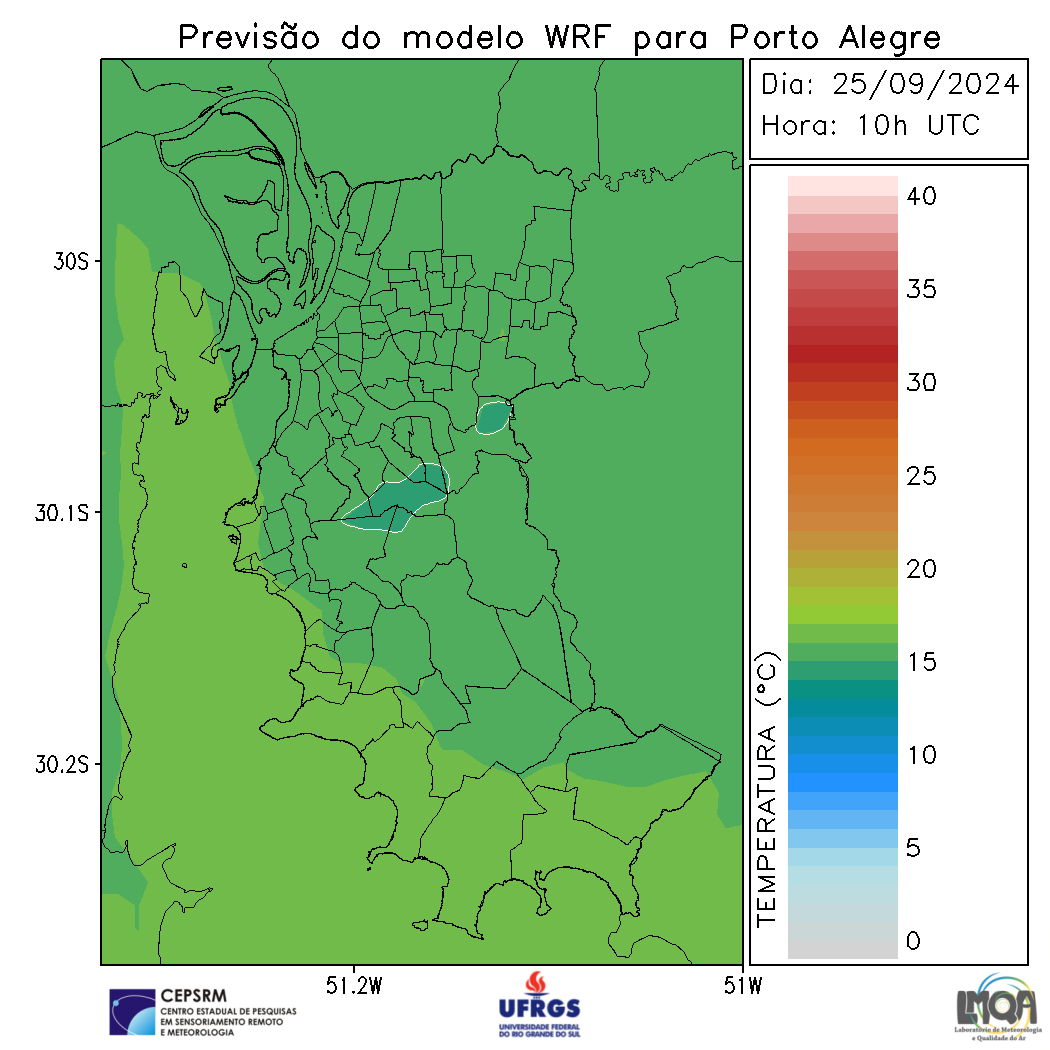 Previsão do modelo WRF para Porto Alegre
Dia: 25/09/2024
Hora: 10h UTC
40
35
30
25
20
15
10
5
0
TEMPERATURA (°C)
30S
30.1S
30.2S
51.2W
51W
CEPSRM
CENTRO ESTADUAL DE PESQUISAS
EM SENSORIAMENTO REMOTO
E METEOROLOGIA
UFRGS
UNIVERSIDADE FEDERAL
DO RIO GRANDE DO SUL
LMQA
Laboratório de Meteorologia
e Qualidade do Ar